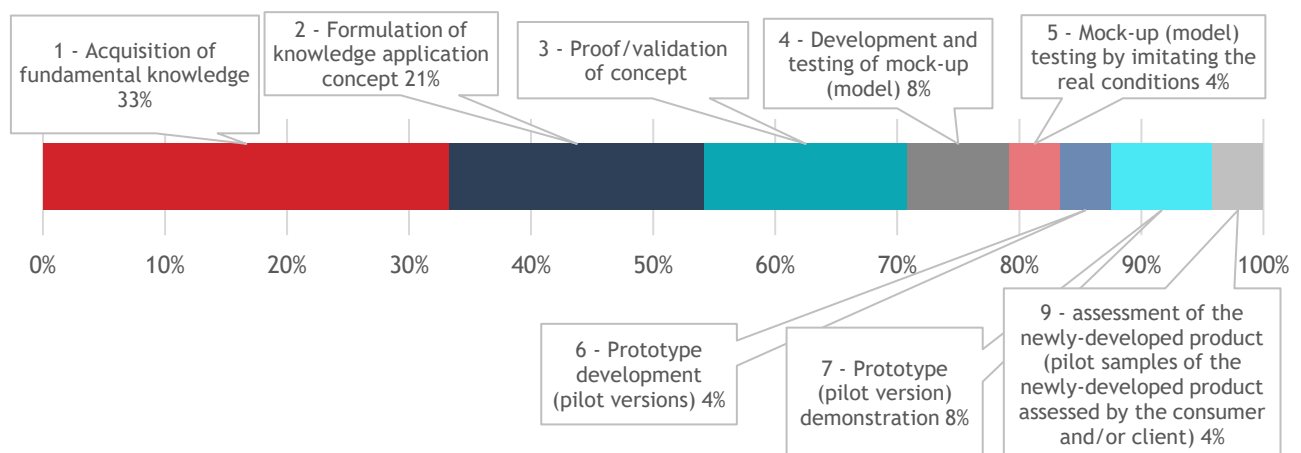 1 - Acquisition of
fundamental knowledge
33%
2 - Formulation of
knowledge application
concept 21%
3 - Proof/validation
of concept
4 - Development and
testing of mock-up
(model) 8%
5 - Mock-up (model)
testing by imitating the
real conditions 4%
0% 10% 20% 30% 40% 50% 60% 70% 80% 90% 100%
6 - Prototype
development
(pilot versions) 4%
7 - Prototype
(pilot version)
demonstration 8%
9 - assessment of the
newly-developed product
(pilot samples of the
newly-developed product
assessed by the consumer
and/or client) 4%